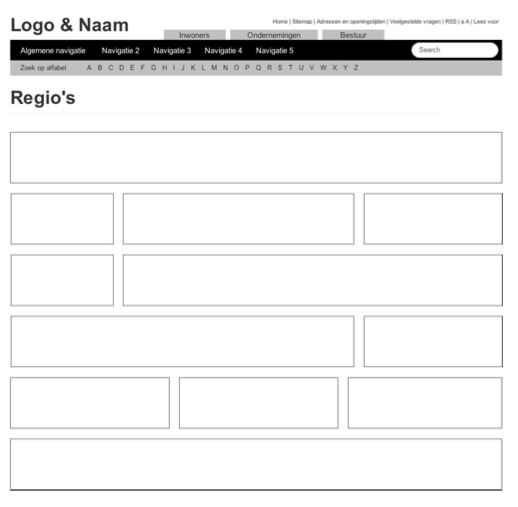 Logo & Naam
Home | Sitemap | Adressen en openingstijden | Veelgestelde vragen | RSS | a A | Lees voor
Inwoners Ondernemingen Bestuur
Algemene navigatie Navigatie 2 Navigatie 3 Navigatie 4 Navigatie 5 Search
Zoek op alfabet A B C D E F G H I J K L M N O P Q R S T U V W X Y Z
Regio's